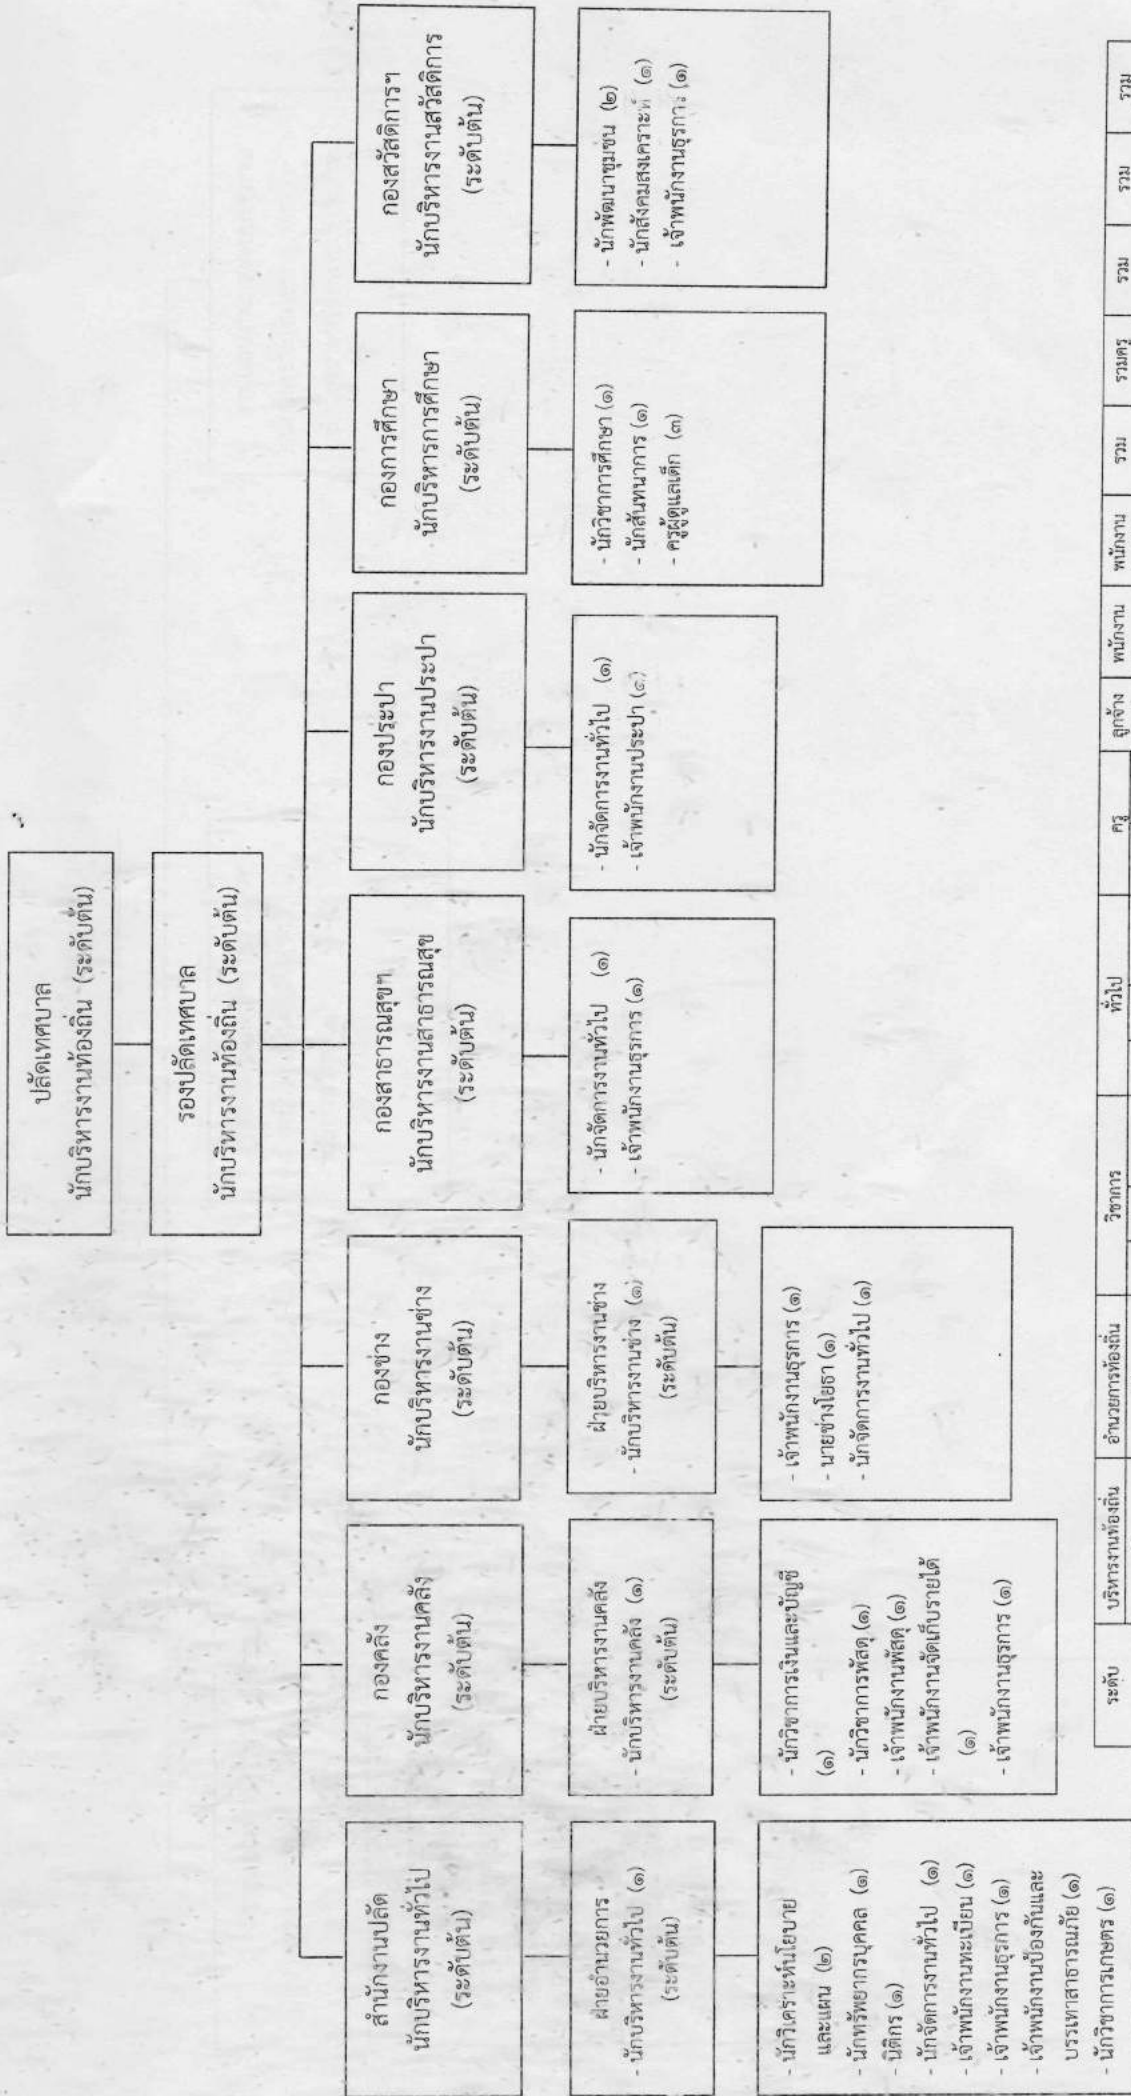 ปลัดเทศบาล
นักบริหารงานท้องถิ่น (ระดับต้น)
รองปลัดเทศบาล
นักบริหารงานท้องถิ่น (ระดับต้น)
สำนักงานปลัด
นักบริหารงานทั่วไป
(ระดับต้น)
กองคลัง
นักบริหารงานคลัง
(ระดับต้น)
กองช่าง
นักบริหารงานช่าง
(ระดับต้น)
กองสาธารณสุขฯ
นักบริหารงานสาธารณสุข
(ระดับต้น)
กองประปา
นักบริหารงานประปา
(ระดับต้น)
กองการศึกษา
นักบริหารการศึกษา
(ระดับต้น)
กองสวัสดิการฯ
นักบริหารงานสวัสดิการ
(ระดับต้น)
ฝ่ายอำนวยการ
- นักบริหารงานทั่วไป (๑)
(ระดับต้น)
ฝ่ายบริหารงานคลัง
- นักบริหารงานคลัง (๑)
(ระดับต้น)
ฝ่ายบริหารงานช่าง
- นักบริหารงานช่าง (๑)
(ระดับต้น)
- นักจัดการงานทั่วไป (๑)
- เจ้าพนักงานธุรการ (๑)
- นักจัดการงานทั่วไป (๑)
- เจ้าพนักงานประปา
- นักวิชาการศึกษา (๑)
- นักสันทนาการ (๑)
- ครูผู้ดูแลเด็ก (๓)
- นักพัฒนาชุมชน (๒)
- นักสังคมสงเคราะห์ (๑)
- เจ้าพนักงานธุรการ (๑)
- นักวิเคราะห์นโยบาย
และแผน (๒)
- นักทรัพยากรบุคคล (๑)
- นิติกร (๑)
- นักจัดการงานทั่วไป (๑)
- เจ้าพนักงานทะเบียน (๑)
- เจ้าพนักงานธุรการ (๑)
- เจ้าพนักงานป้องกันและ
บรรเทาสาธารณภัย (๑)
- นักวิชาการเกษตร (๑)
- นักวิชาการเงินและบัญชี
(๑)
- นักวิชาการพัสดุ (๑)
- เจ้าพนักงานพัสดุ (๑)
- เจ้าพนักงานจัดเก็บรายได้
(๑)
- เจ้าพนักงานธุรการ (๑)
- เจ้าพนักงานธุรการ (๑)
- นายช่างโยธา (๑)
- นักจัดการงานทั่วไป (๑)
ระดับ บริหารงานท้องถิ่น อำนวยการท้องถิ่น วิชาการ ทั่วไป ครู ลูกจ้าง พนักงาน พนักงาน รวม รวมครู รวม รวม รวม